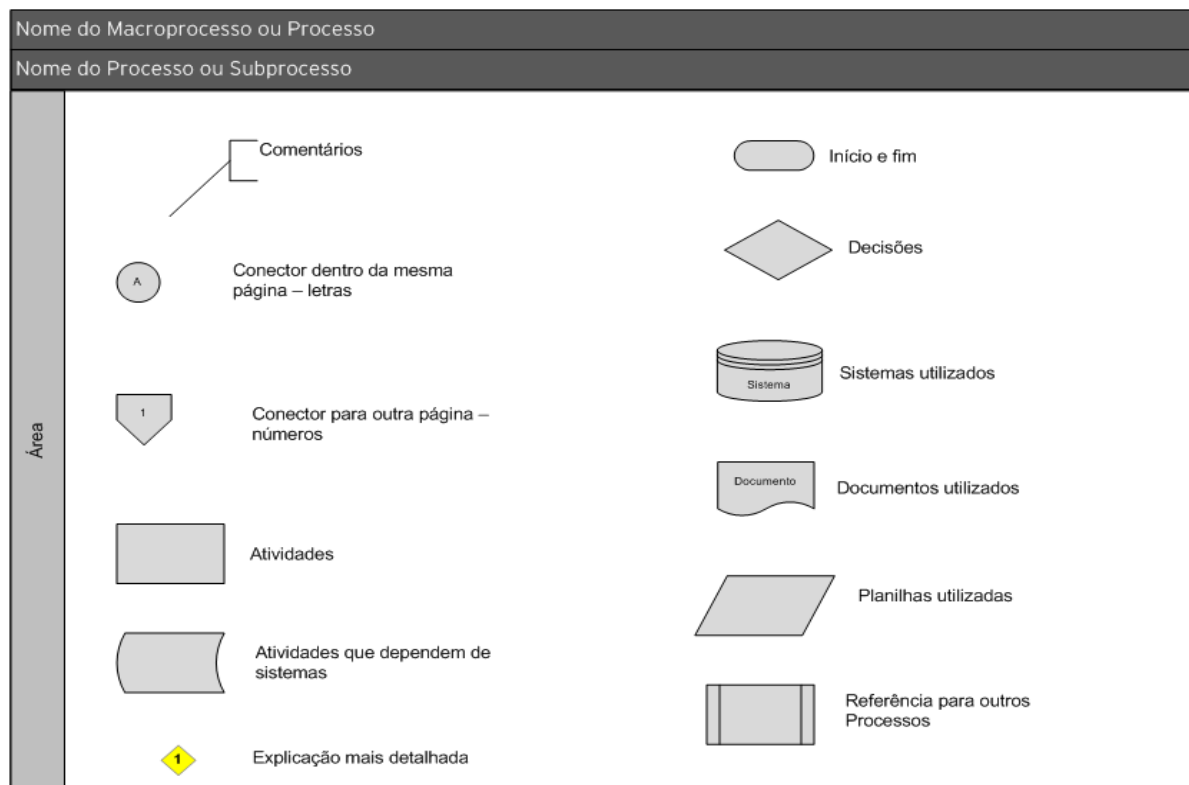 Nome do Macroprocesso ou Processo
Nome do Processo ou Subprocesso
Área
Comentários
A
Conector dentro da mesma
página – letras
1
Conector para outra página –
números
Atividades
Atividades que dependem de
sistemas
1
Explicação mais detalhada
Início e fim
Decisões
Sistema
Sistemas utilizados
Documento
Documentos utilizados
Planilhas utilizadas
Referência para outros
Processos